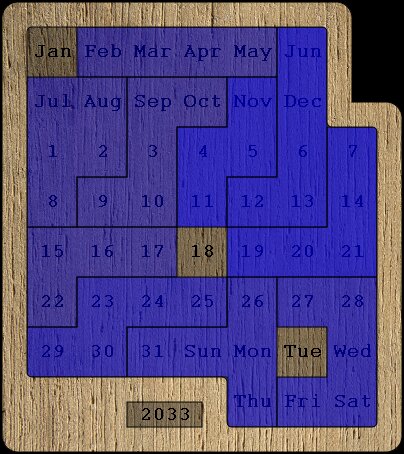 Jan Feb Mar Apr May Jun
Jul Aug Sep Oct Nov Dec
1 2 3 4 5 6 7
8 9 10 11 12 13 14
15 16 17 18 19 20 21
22 23 24 25 26 27 28
29 30 31 Sun Mon Tue Wed
Thu Fri Sat
2033